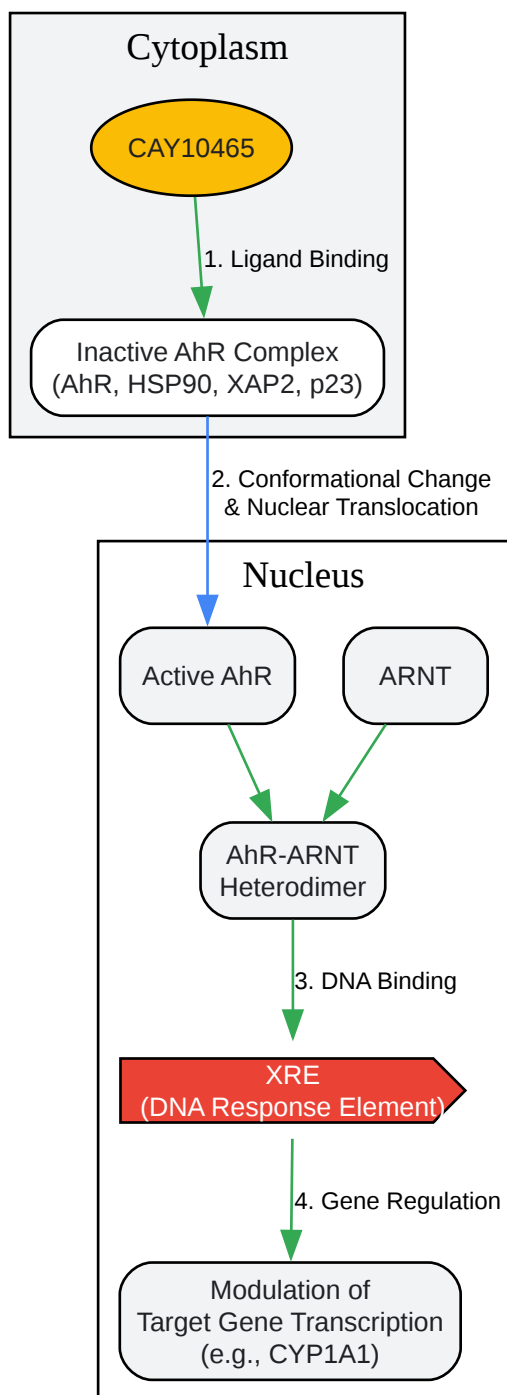 Cytoplasm
CAY10465
1. Ligand Binding
Inactive AhR Complex
(AhR, HSP90, XAP2, p23)
2. Conformational Change
& Nuclear Translocation
Nucleus
Active AhR
ARNT
AhR-ARNT
Heterodimer
3. DNA Binding
XRE
(DNA Response Element)
4. Gene Regulation
Modulation of
Target Gene Transcription
(e.g., CYP1A1)